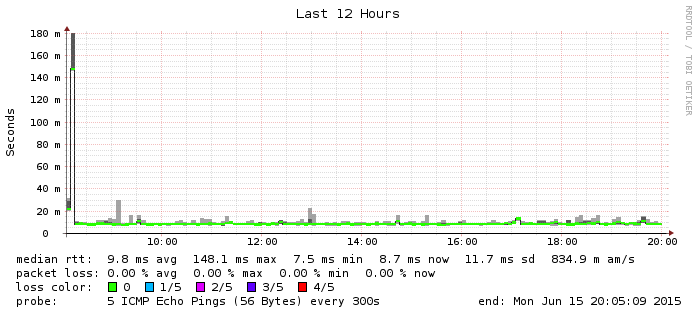 Last 12 Hours
RRDTOOL / TOBI OETIKER
Seconds
180 m
160 m
140 m
120 m
100 m
80 m
60 m
40 m
20 m
0
10:00 12:00 14:00 16:00 18:00 20:00
median rtt: 9.8 ms avg 148.1 ms max 7.5 ms min 8.7 ms now 11.7 ms sd 834.9 m am/s
packet loss: 0.00 % avg 0.00 % max 0.00 % min 0.00 % now
loss color: 0 1/5 2/5 3/5 4/5
probe: 5 ICMP Echo Pings (56 Bytes) every 300s end: Mon Jun 15 20:05:09 2015